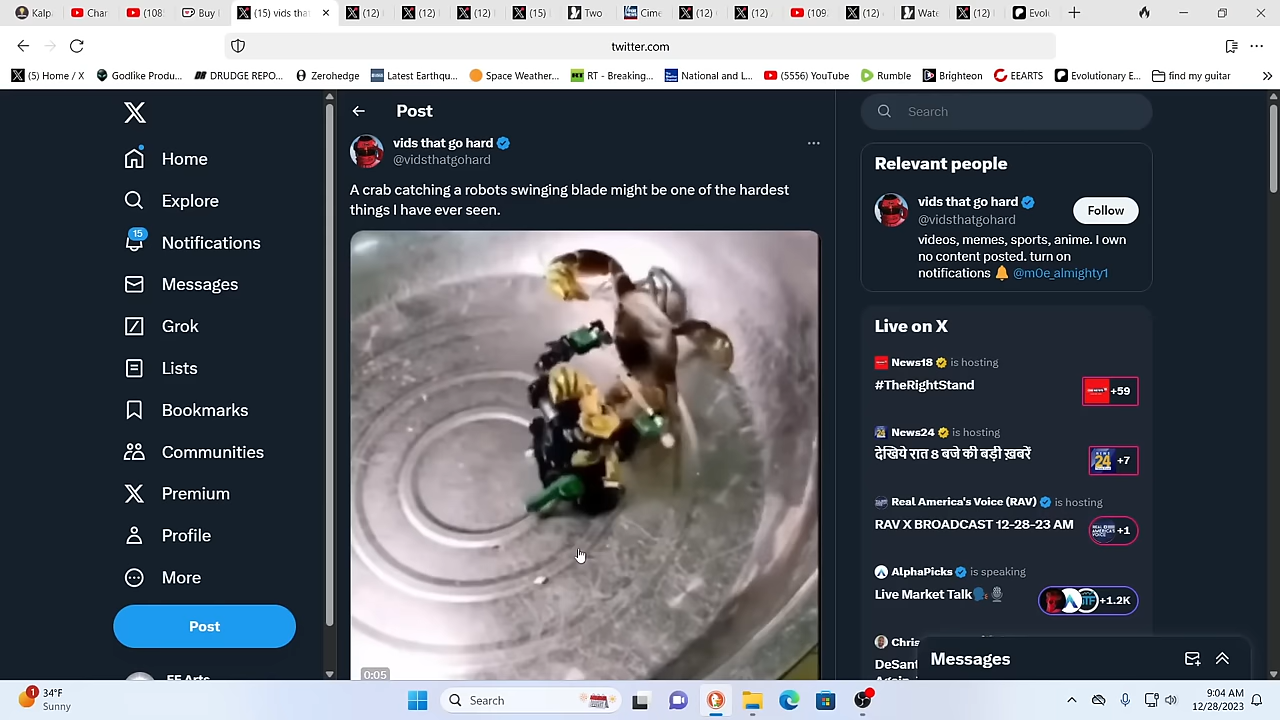 Kalp
Char
(108
Buy
(15) vids tha
(12)
(12)
(12)
(15)
Two
Cime
(12)
(12)
(109
(12)
Wate
(12)
Evol
twitter.com
(5) Home / X
Godlike Produ...
DRUDGE REPO...
Zerohedge
Latest Earthqu...
Space Weather...
RT - Breaking...
National and L...
(5556) YouTube
Rumble
Brighteon
EEARTS
Evolutionary E...
find my guitar
Home
Explore
15
Notifications
Messages
Grok
Lists
Bookmarks
Communities
Premium
Profile
More
Post
EE Arts
Post
vids that go hard
@vidsthatgohard
A crab catching a robots swinging blade might be one of the hardest
things I have ever seen.
0:05
Search
Relevant people
vids that go hard
@vidsthatgohard
Follow
videos, memes, sports, anime. I own
no content posted. turn on
notifications 🔔 @m0e_almighty1
Live on X
News18 is hosting
#TheRightStand
+59
News24 is hosting
देखिये रात 8 बजे की बड़ी ख़बरें
24
+7
Real America's Voice (RAV) is hosting
RAV X BROADCAST 12-28-23 AM
+1
AlphaPicks is speaking
Live Market Talk🗣️🎙️
+1.2K
Chris
DeSant
Messages
1
34°F
Sunny
Search
9:04 AM
12/28/2023